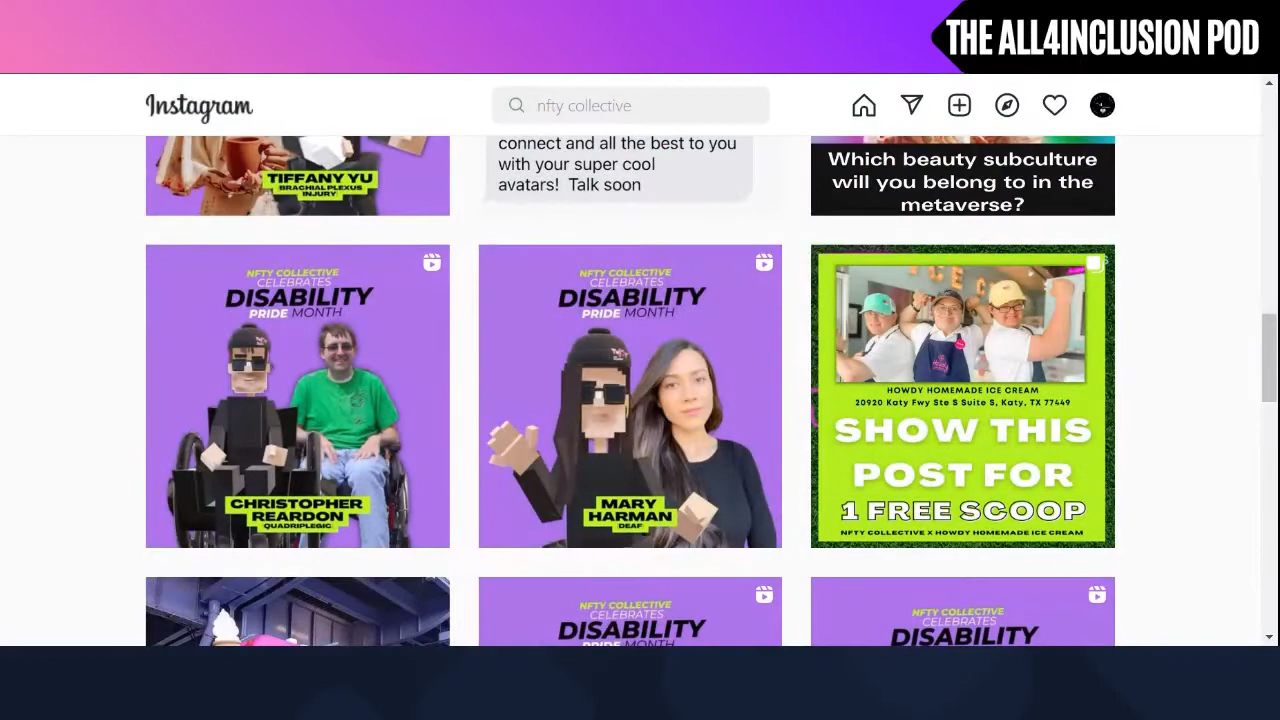 THE ALL4INCLUSION POD
Instagram
nfty collective
TIFFANY YU
BRACHIAL PLEXUS
INJURY
connect and all the best to you
with your super cool
avatars! Talk soon
Which beauty subculture
will you belong to in the
metaverse?
NFTY COLLECTIVE
CELEBRATES
DISABILITY
PRIDE MONTH
CHRISTOPHER
REARDON
QUADRIPLEGIC
NFTY COLLECTIVE
CELEBRATES
DISABILITY
PRIDE MONTH
MARY
HARMAN
DEAF
HOWDY HOMEMADE ICE CREAM
20920 Katy Fwy Ste S Suite S, Katy, TX 77449
SHOW THIS
POST FOR
1 FREE SCOOP
NFTY COLLECTIVE X HOWDY HOMEMADE ICE CREAM
NFTY COLLECTIVE
CELEBRATES
DISABILITY
PRIDE MONTH
NFTY COLLECTIVE
CELEBRATES
DISABILITY